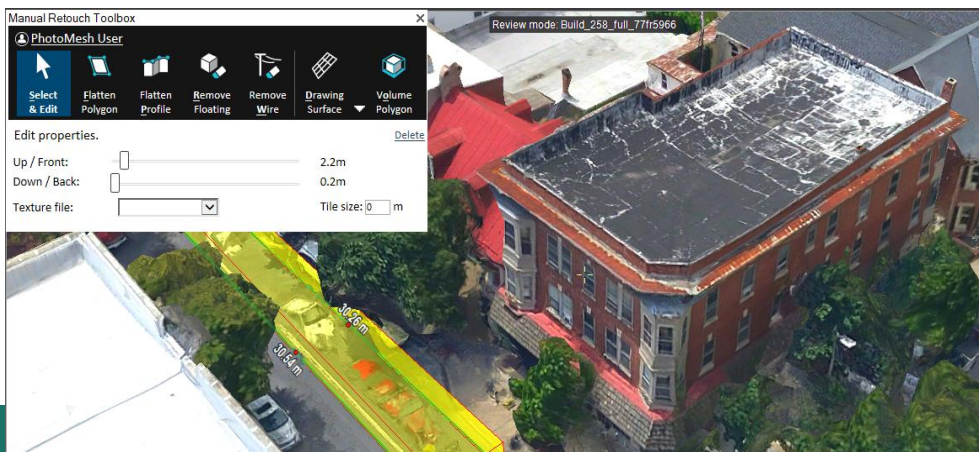 Manual Retouch Toolbox
Review mode: Build_258_full_77fr5966
PhotoMesh User
Select & Edit
Flatten Polygon
Flatten Profile
Remove Floating
Remove Wire
Drawing Surface
Volume Polygon
Edit properties.
Delete
Up / Front:
2.2m
Down / Back:
0.2m
Texture file:
Tile size: 0 m
30.26 m
30.54 m